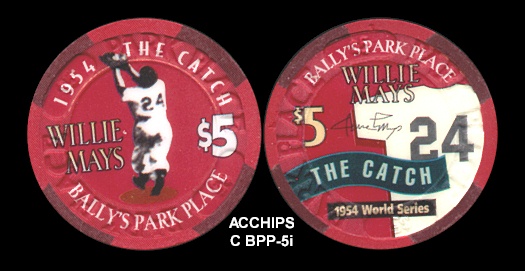 1954 THE CATCH
24
WILLIE MAYS
$5
BALLY'S PARK PLACE
BALLY'S PARK PLACE
WILLIE MAYS
$5
24
THE CATCH
1954 World Series
ACCHIPS
C BPP-5i